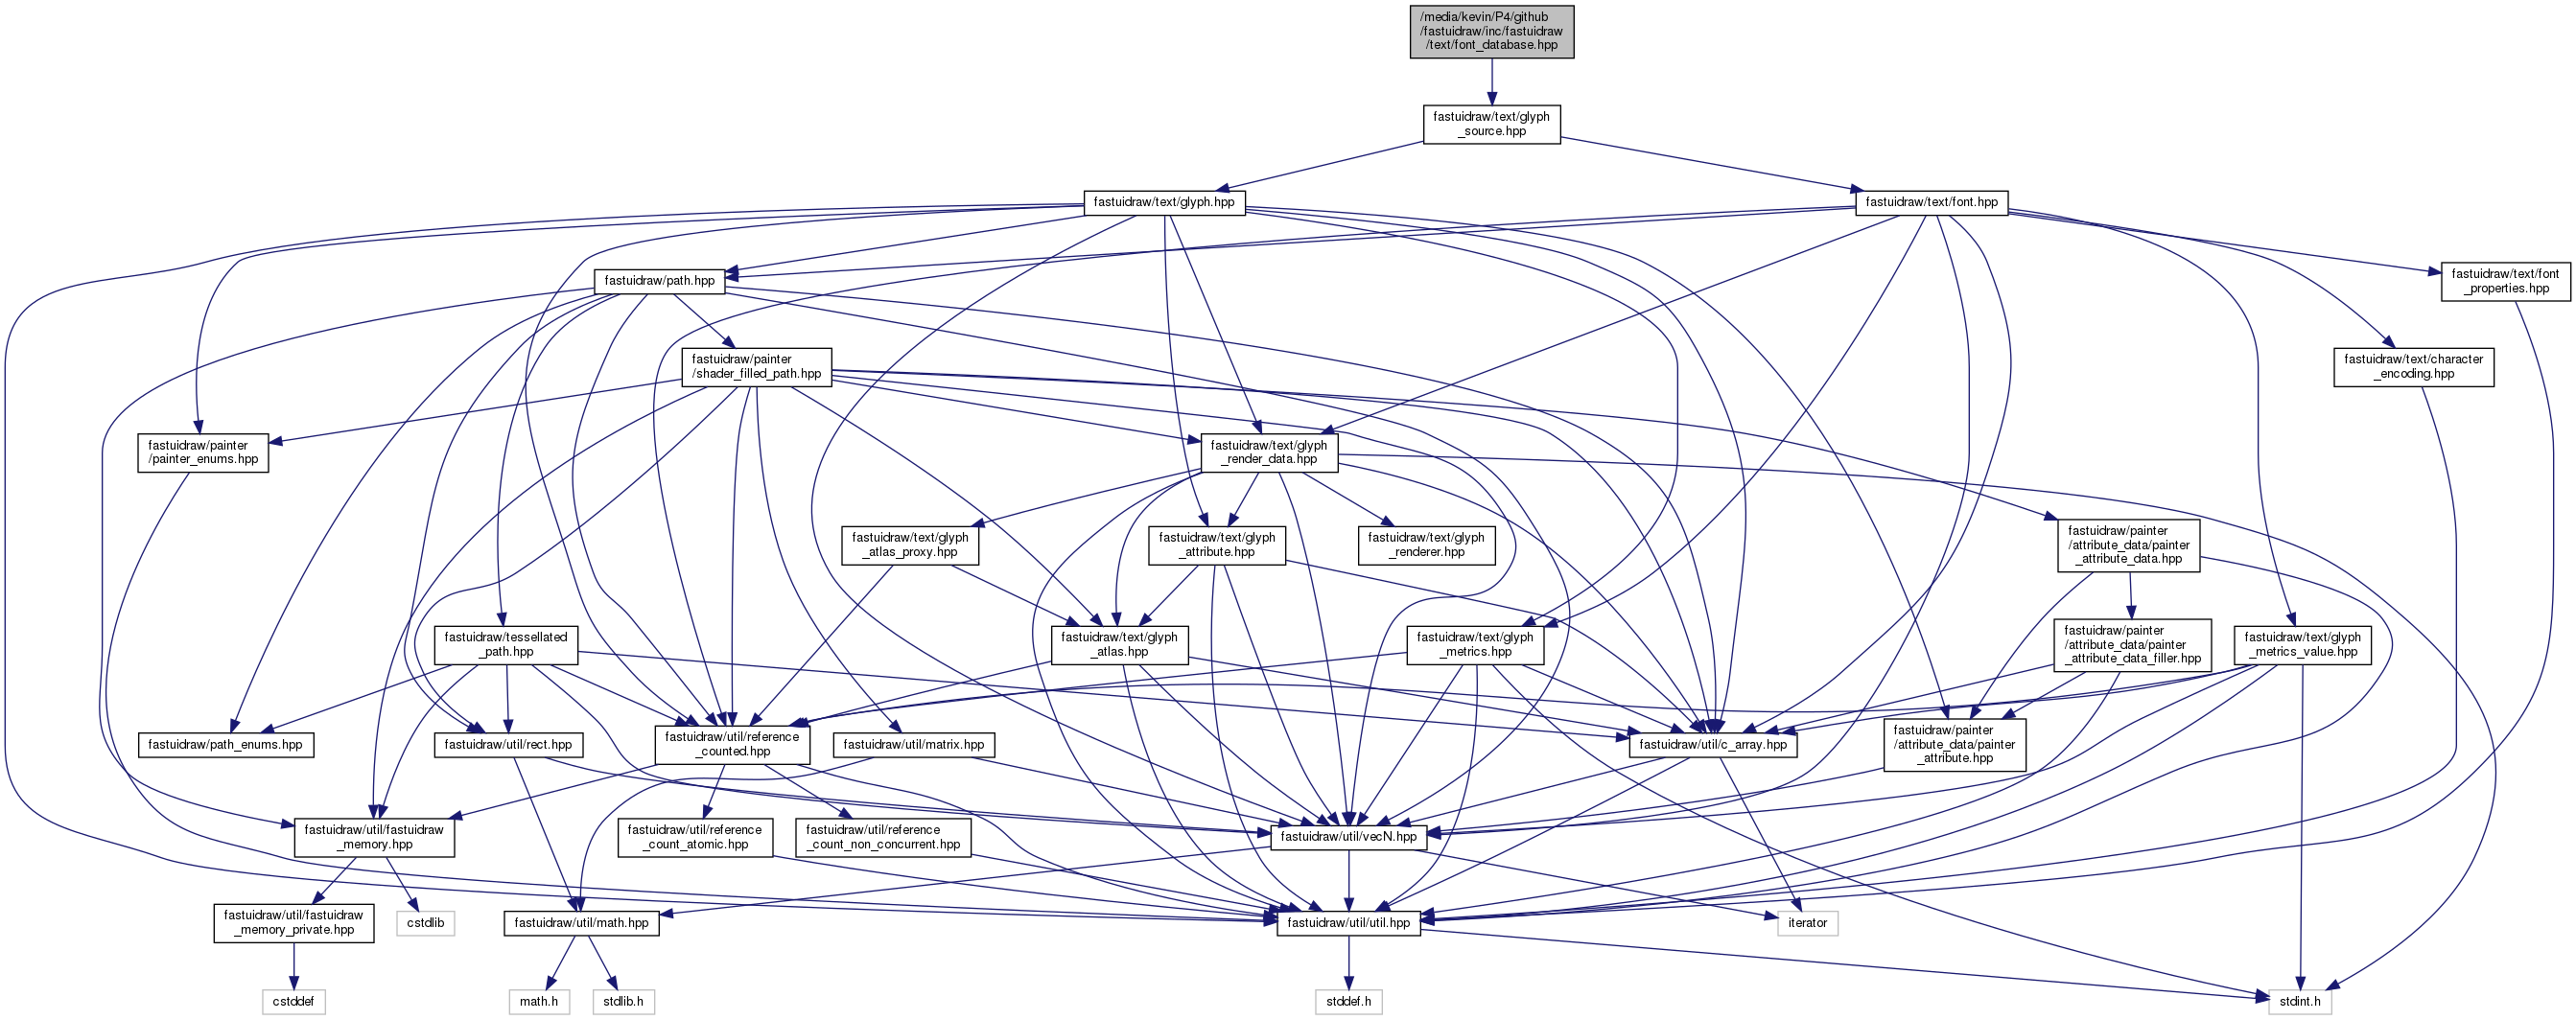 /media/kevin/P4/github
/fastuidraw/inc/fastuidraw
/text/font_database.hpp
fastuidraw/text/glyph
_source.hpp
fastuidraw/text/glyph.hpp
fastuidraw/text/font.hpp
fastuidraw/path.hpp
fastuidraw/text/font
_properties.hpp
fastuidraw/painter
/shader_filled_path.hpp
fastuidraw/text/character
_encoding.hpp
fastuidraw/painter
/painter_enums.hpp
fastuidraw/text/glyph
_render_data.hpp
fastuidraw/text/glyph
_atlas_proxy.hpp
fastuidraw/text/glyph
_attribute.hpp
fastuidraw/text/glyph
_renderer.hpp
fastuidraw/painter
/attribute_data/painter
_attribute_data.hpp
fastuidraw/tessellated
_path.hpp
fastuidraw/text/glyph
_atlas.hpp
fastuidraw/text/glyph
_metrics.hpp
fastuidraw/painter
/attribute_data/painter
_attribute_data_filler.hpp
fastuidraw/text/glyph
_metrics_value.hpp
fastuidraw/path_enums.hpp
fastuidraw/util/rect.hpp
fastuidraw/util/reference
_counted.hpp
fastuidraw/util/matrix.hpp
fastuidraw/util/c_array.hpp
fastuidraw/painter
/attribute_data/painter
_attribute.hpp
fastuidraw/util/fastuidraw
_memory.hpp
fastuidraw/util/reference
_count_atomic.hpp
fastuidraw/util/reference
_count_non_concurrent.hpp
fastuidraw/util/vecN.hpp
fastuidraw/util/fastuidraw
_memory_private.hpp
cstdlib
fastuidraw/util/math.hpp
fastuidraw/util/util.hpp
iterator
cstddef
math.h
stdlib.h
stddef.h
stdint.h